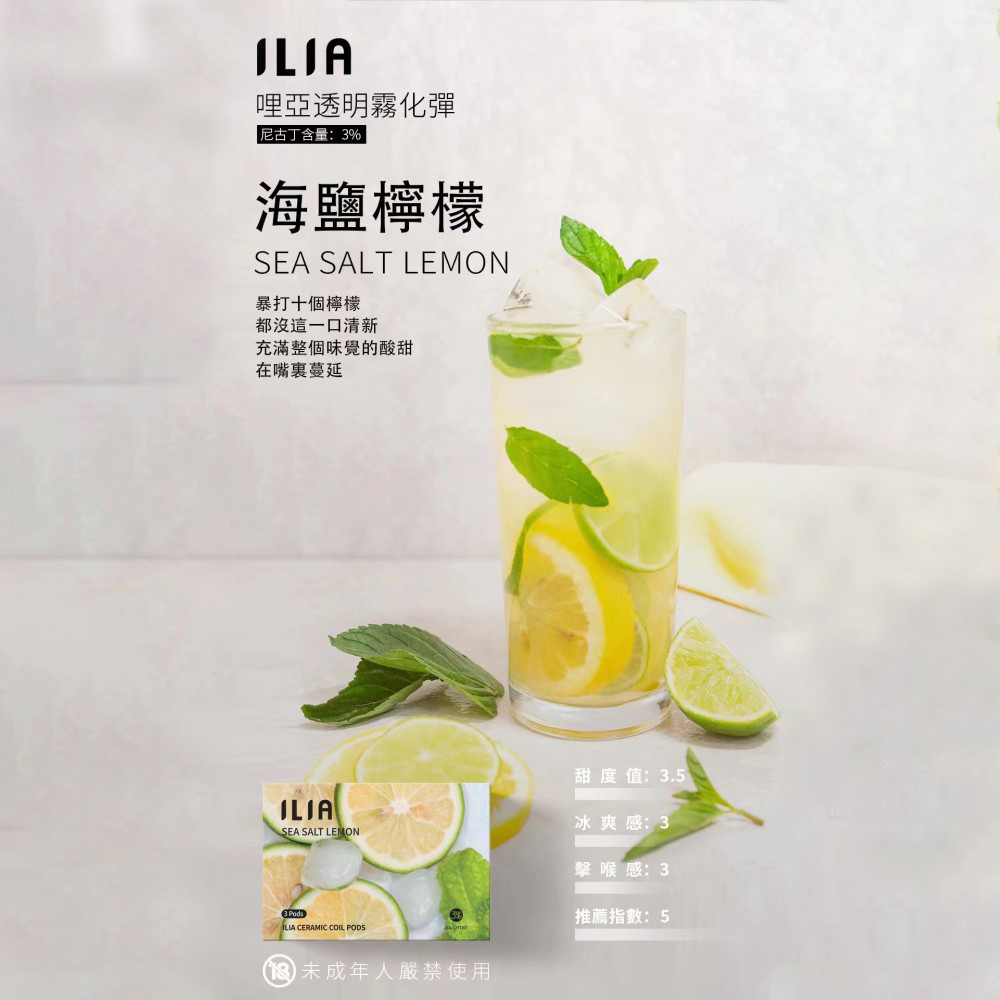 ILIA
哩亞透明霧化彈
尼古丁含量：3%
海鹽檸檬
SEA SALT LEMON
暴打十個檸檬
都沒這一口清新
充滿整個味覺的酸甜
在嘴裏蔓延
甜度值：3.5
冰爽感：3
擊喉感：3
推薦指數：5
ILIA
SEA SALT LEMON
3 Pods
3%
ILIA CERAMIC COIL PODS
18
未成年人嚴禁使用